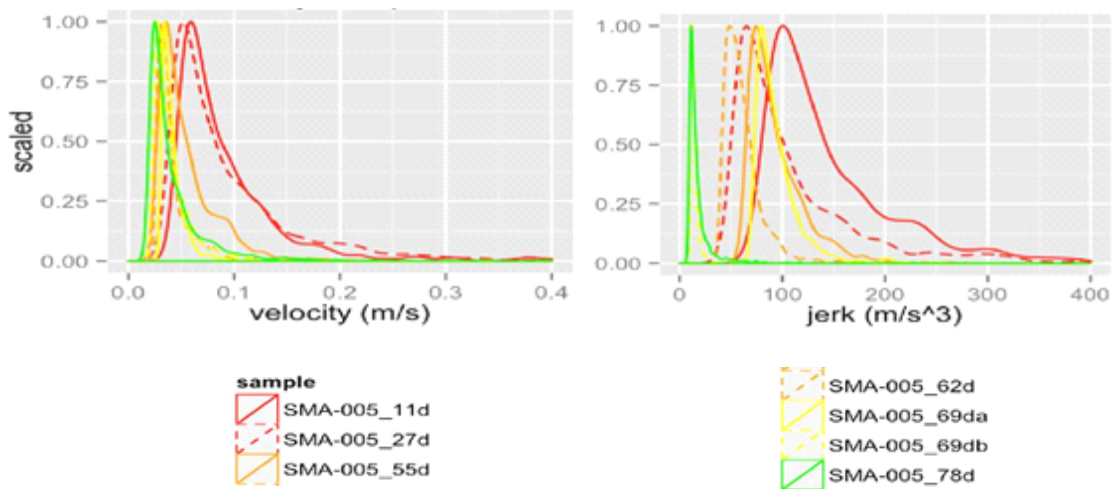 scaled
1.00
0.75
0.50
0.25
0.00
0.0 0.1 0.2 0.3 0.4
velocity (m/s)
1.00
0.75
0.50
0.25
0.00
0 100 200 300 400
jerk (m/s^3)
sample
SMA-005_11d
SMA-005_27d
SMA-005_55d
SMA-005_62d
SMA-005_69da
SMA-005_69db
SMA-005_78d